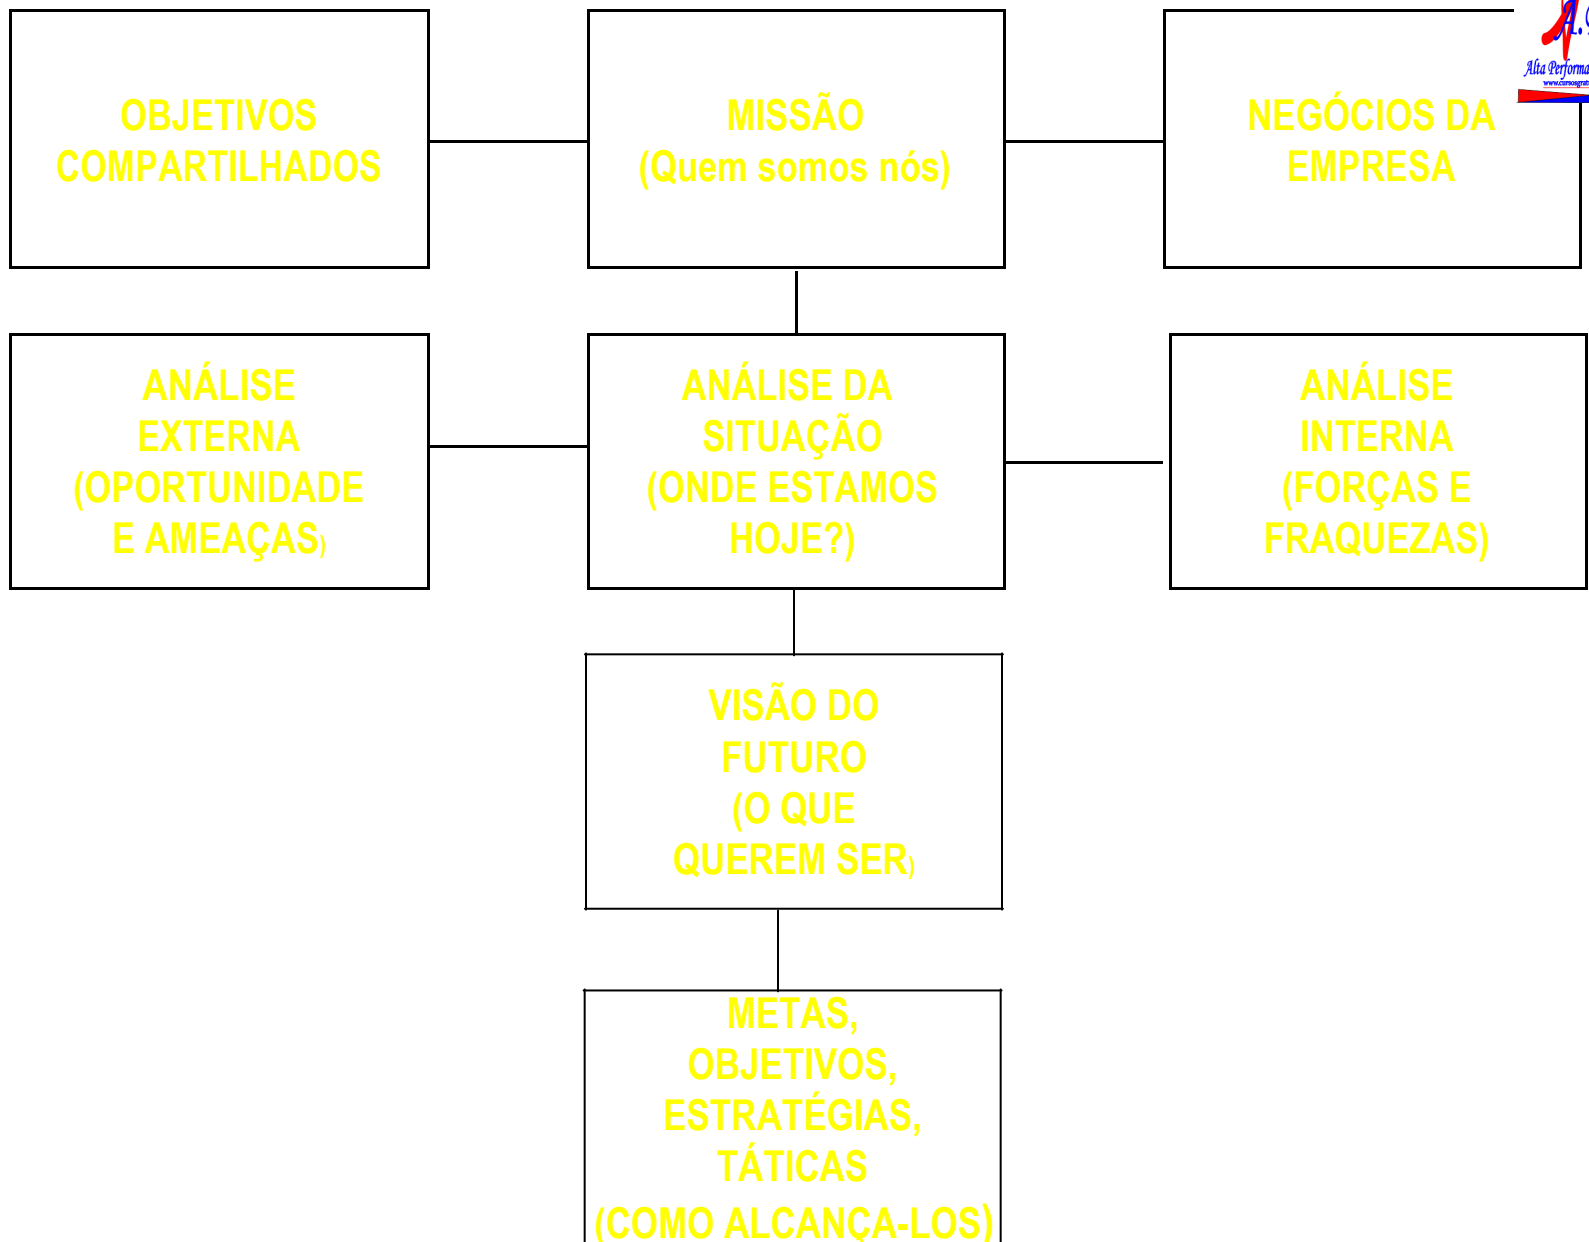 OBJETIVOS
COMPARTILHADOS
MISSÃO
(Quem somos nós)
NEGÓCIOS DA
EMPRESA
Alta
ANÁLISE
EXTERNA
(OPORTUNIDADE
E AMEAÇAS)
ANÁLISE DA
SITUAÇÃO
(ONDE ESTAMOS
HOJE?)
ANÁLISE
INTERNA
(FORÇAS E
FRAQUEZAS)
VISÃO DO
FUTURO
(O QUE
QUEREM SER)
METAS,
OBJETIVOS,
ESTRATÉGIAS,
TÁTICAS
(COMO ALCANÇA-LOS)